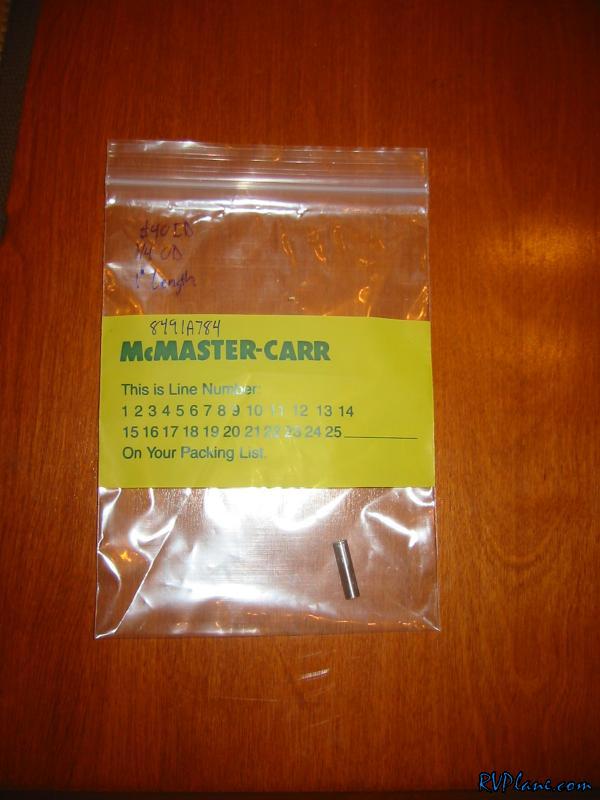 #40 ID
1/4 OD
1" Length
8491A784
McMASTER-CARR
This is Line Number:
1 2 3 4 5 6 7 8 9 10 11 12 13 14
15 16 17 18 19 20 21 22 23 24 25
On Your Packing List.
RVPlane.com